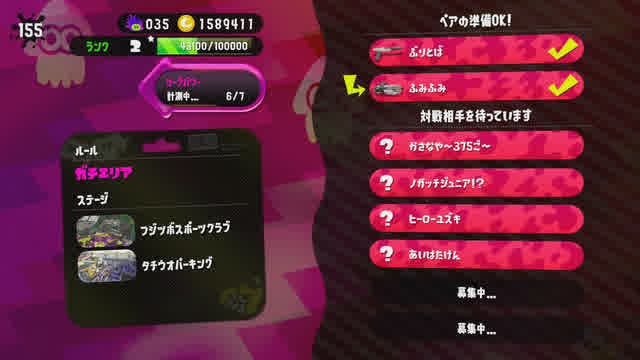 155
035
1589411
ランク 2 43100/100000
リーグパワー
計測中... 6/7
ルール
ガチエリア
ステージ
フジツボスポーツクラブ
タチウオパーキング
ペアの準備OK!
ぷりとば
ふみふみ
対戦相手を待っています
? かさなや～375ご～
? ノガッチジュニア!?
? ヒーローユズキ
? あいはたけん
募集中...
募集中...